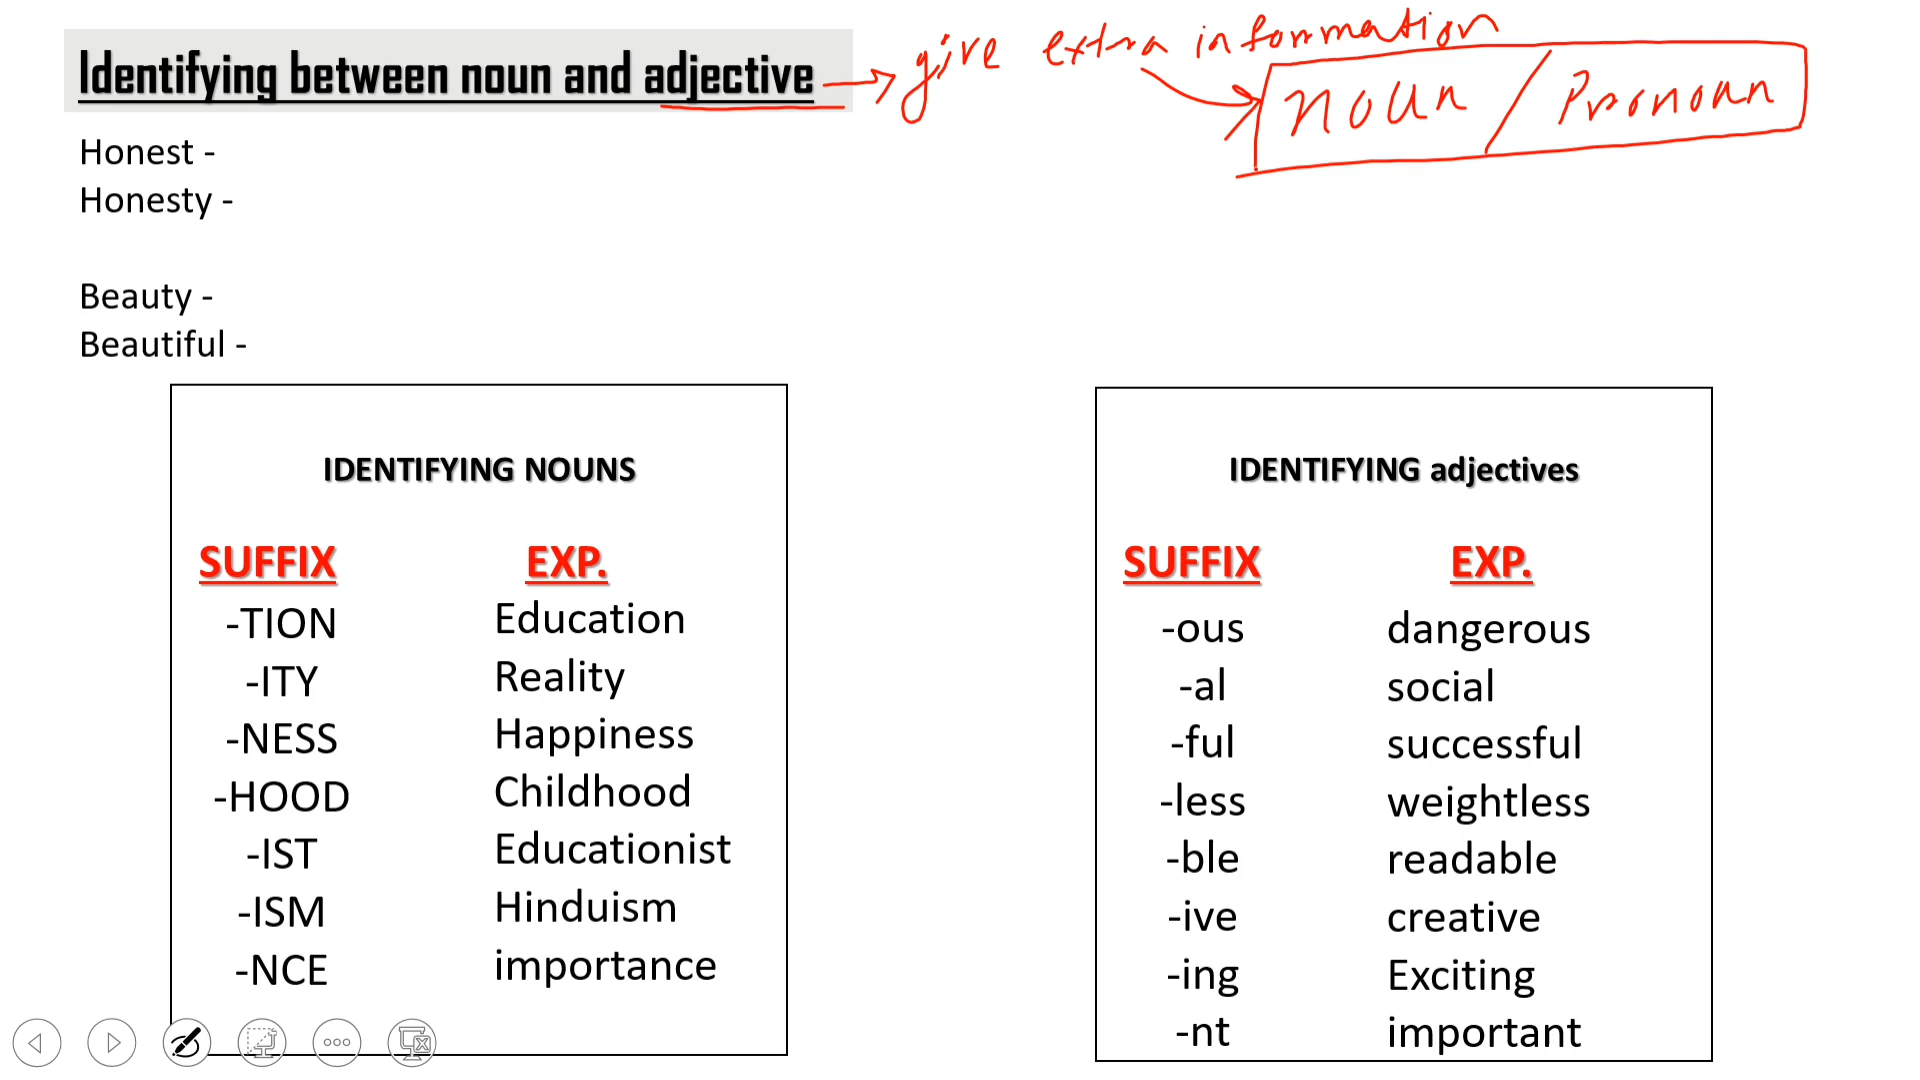 Identifying between noun and adjective
give extra information
noun / Pronoun
Honest -
Honesty -
Beauty -
Beautiful -
IDENTIFYING NOUNS
SUFFIX EXP.
-TION Education
-ITY Reality
-NESS Happiness
-HOOD Childhood
-IST Educationist
-ISM Hinduism
-NCE importance
IDENTIFYING adjectives
SUFFIX EXP.
-ous dangerous
-al social
-ful successful
-less weightless
-ble readable
-ive creative
-ing Exciting
-nt important